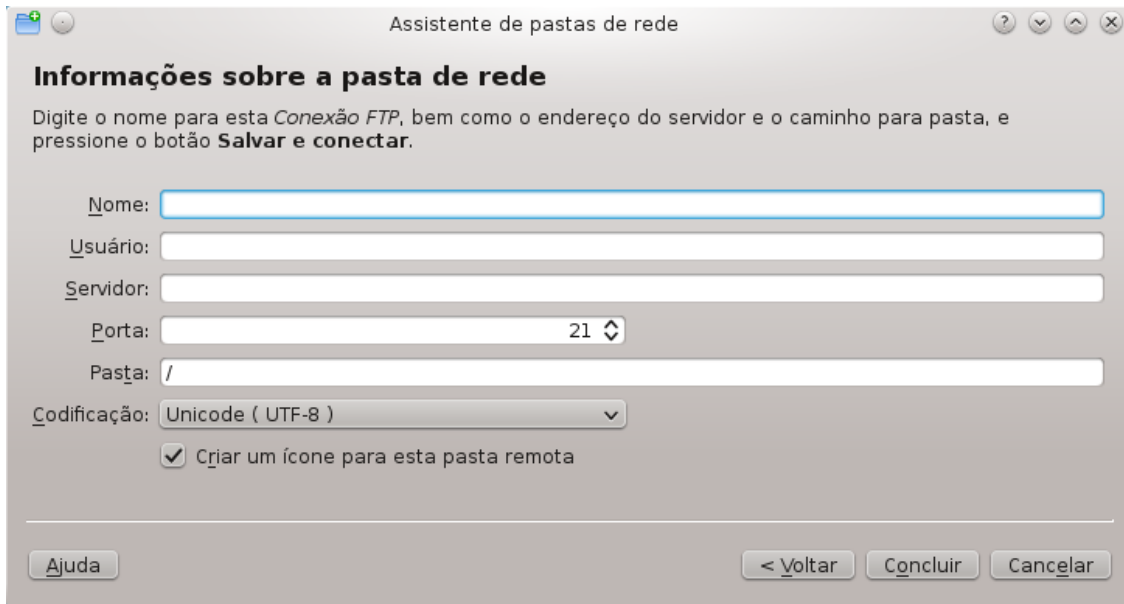 Assistente de pastas de rede
Informações sobre a pasta de rede
Digite o nome para esta Conexão FTP, bem como o endereço do servidor e o caminho para pasta, e
pressione o botão Salvar e conectar.
Nome:
Usuário:
Servidor:
Porta: 21
Pasta: /
Codificação: Unicode ( UTF-8 )
Criar um ícone para esta pasta remota
Ajuda < Voltar Concluir Cancelar